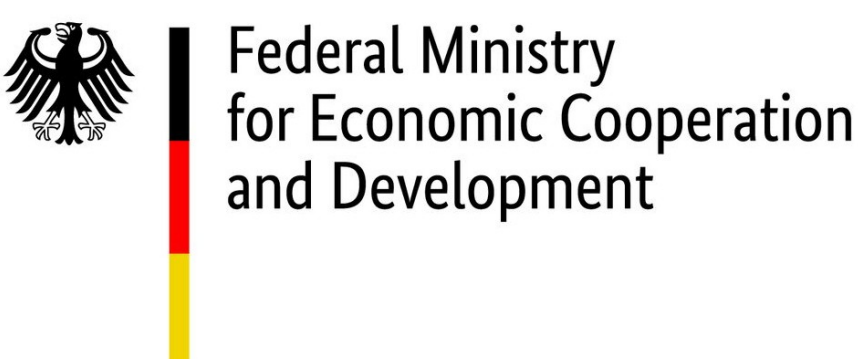 Federal Ministry
for Economic Cooperation
and Development